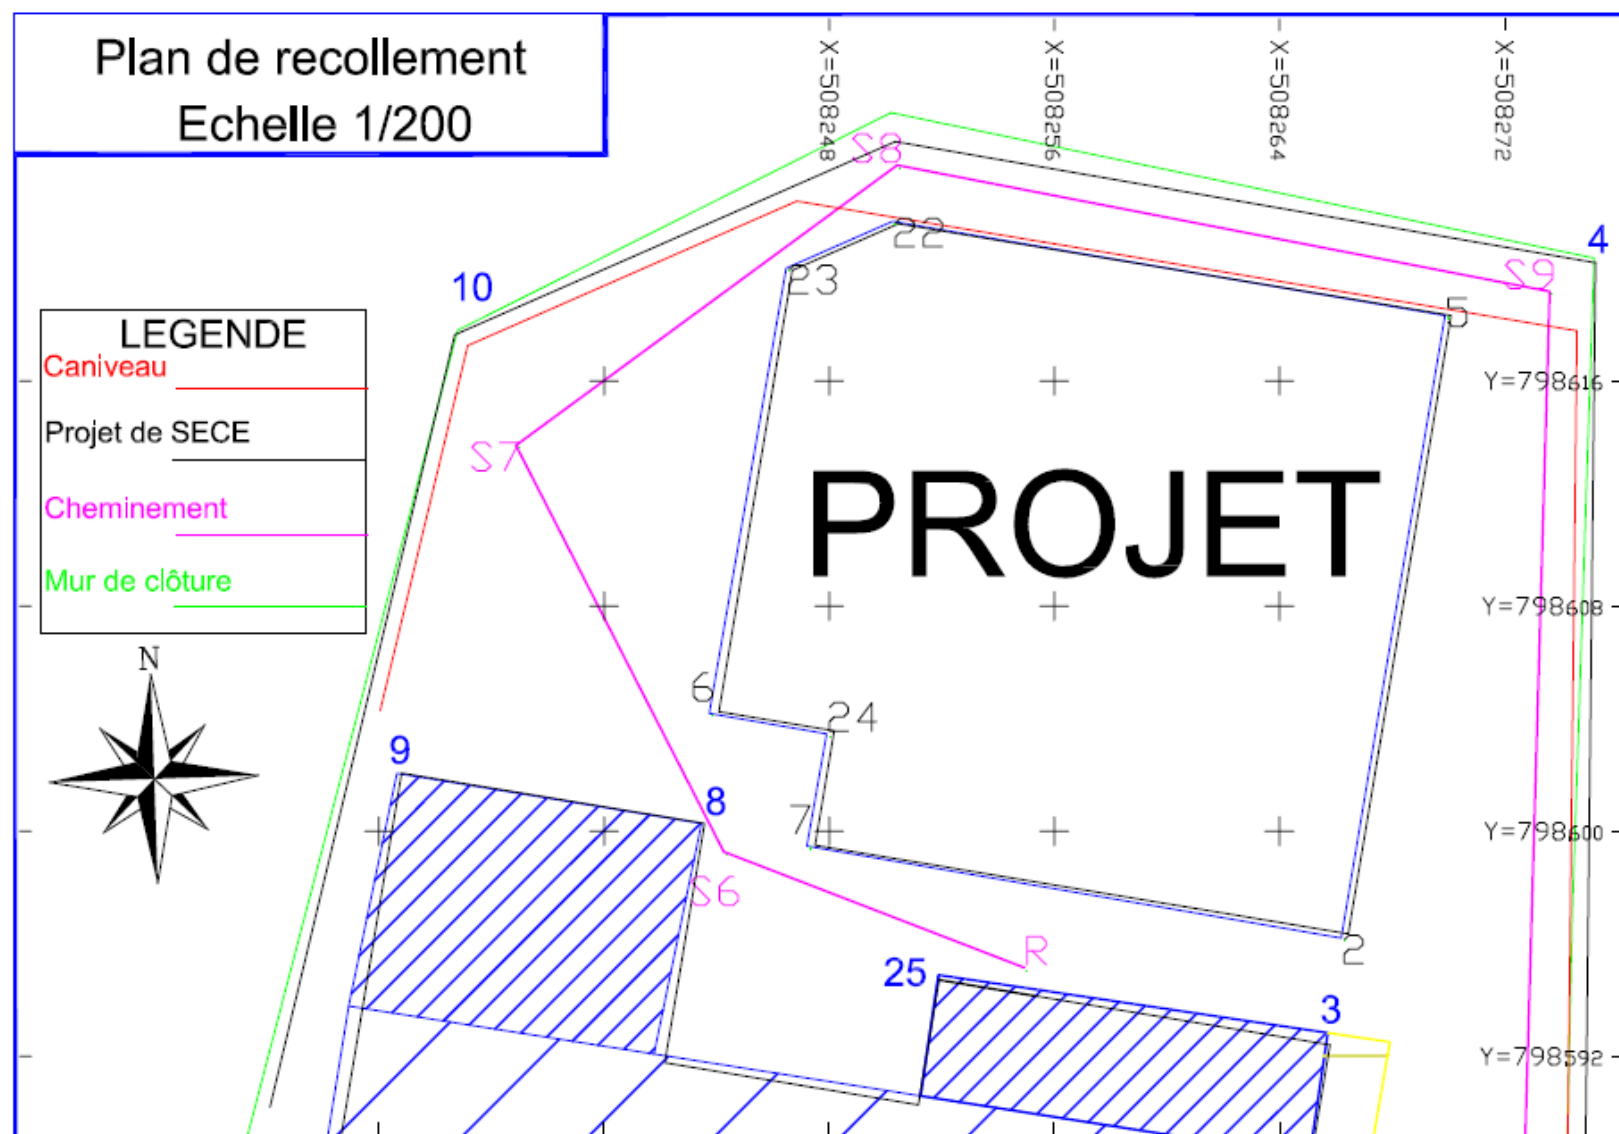 Plan de recollement
Echelle 1/200
X=508248
X=508256
X=508264
X=508272
S8
4
22
S9
23
10
5
LEGENDE
Caniveau
Y=798616
Projet de SECE
S7
PROJET
Cheminement
Mur de clôture
Y=798608
N
6
24
9
8
7
Y=798600
S6
R
2
25
3
Y=798592